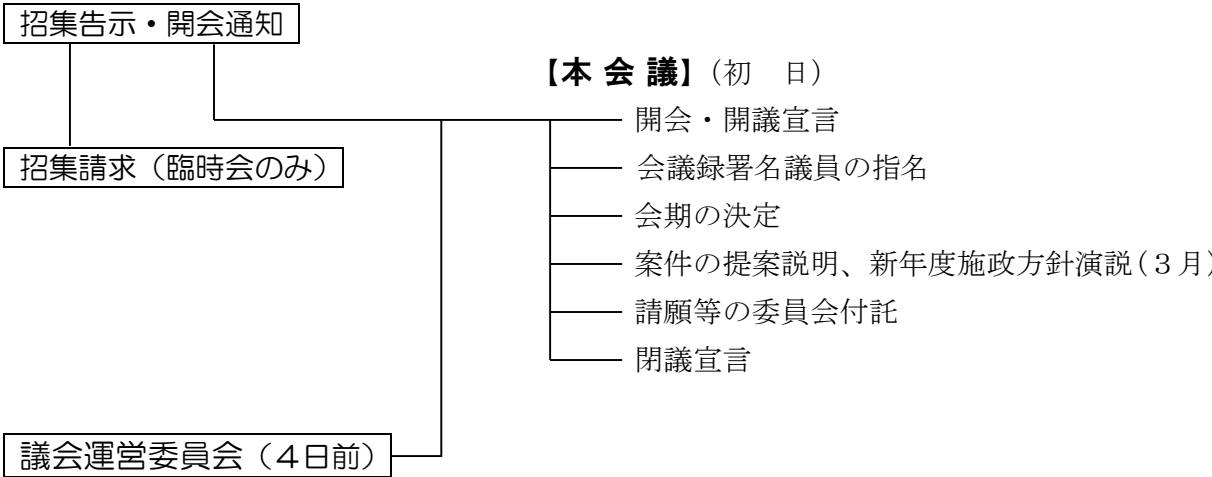 招集告示・開会通知
【本 会 議】（初　日）
開会・開議宣言
招集請求（臨時会のみ）
会議録署名議員の指名
会期の決定
案件の提案説明、新年度施政方針演説(３月)
請願等の委員会付託
閉議宣言
議会運営委員会（４日前）